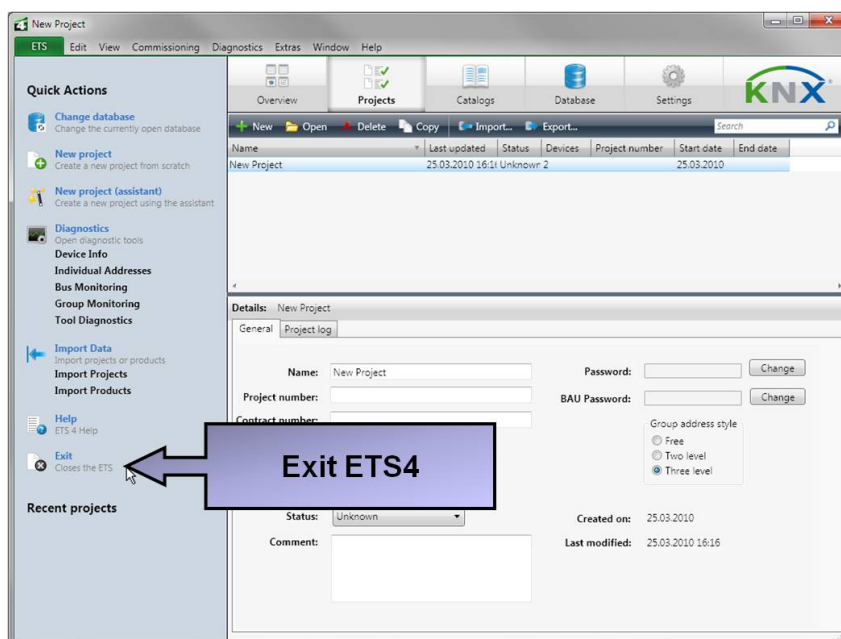 New Project
ETS Edit View Commissioning Diagnostics Extras Window Help
Quick Actions
Change database
Change the currently open database
New project
Create a new project from scratch
New project (assistant)
Create a new project using the assistant
Diagnostics
Open diagnostic tools
Device Info
Individual Addresses
Bus Monitoring
Group Monitoring
Tool Diagnostics
Import Data
Import projects or products
Import Projects
Import Products
Help
ETS 4 Help
Exit
Closes the ETS
Recent projects
Overview Projects Catalogs Database Settings
KNX
New Open Delete Copy Import... Export... Search
Name Last updated Status Devices Project number Start date End date
New Project 25.03.2010 16:16 Unknown 2 25.03.2010
Details: New Project
General Project log
Name: New Project Password: Change
Project number: BAU Password: Change
Contract number: Group address style
Free
Two level
Three level
Exit ETS4
Status: Unknown Created on: 25.03.2010
Comment: Last modified: 25.03.2010 16:16